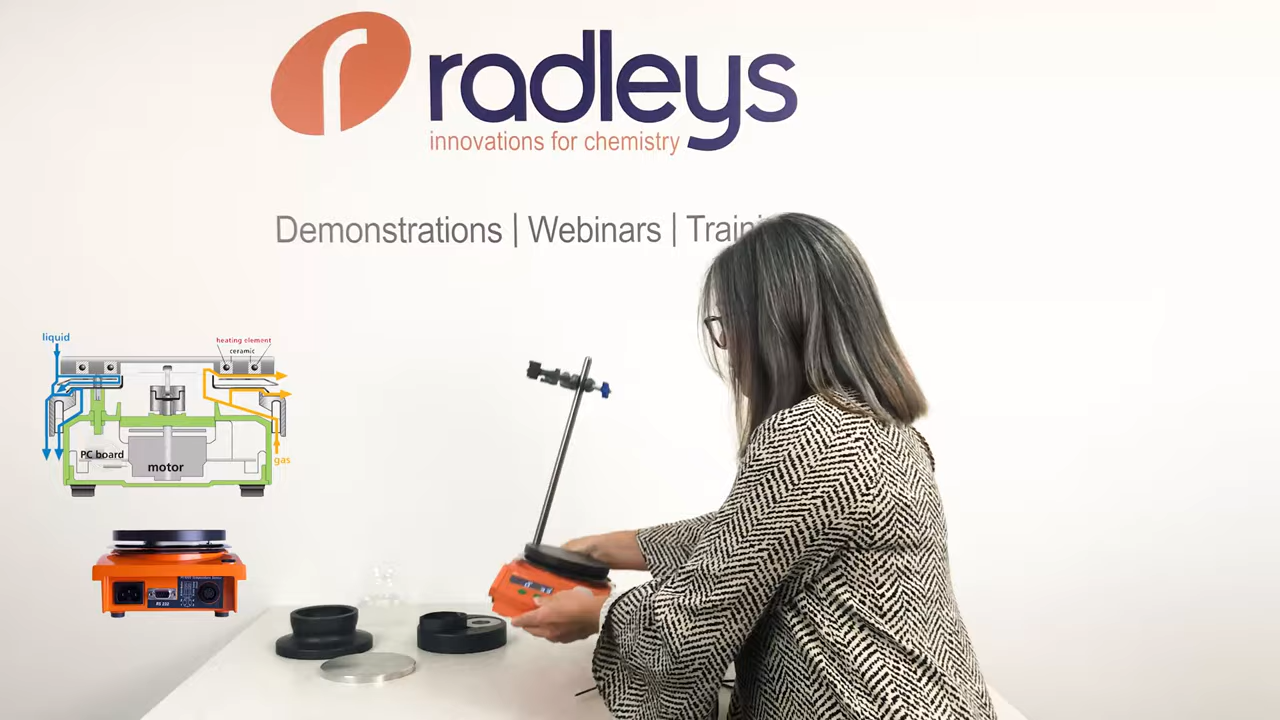 radleys
innovations for chemistry
Demonstrations | Webinars | Traini
liquid
heating element
ceramic
PC board
motor
gas
RS 232